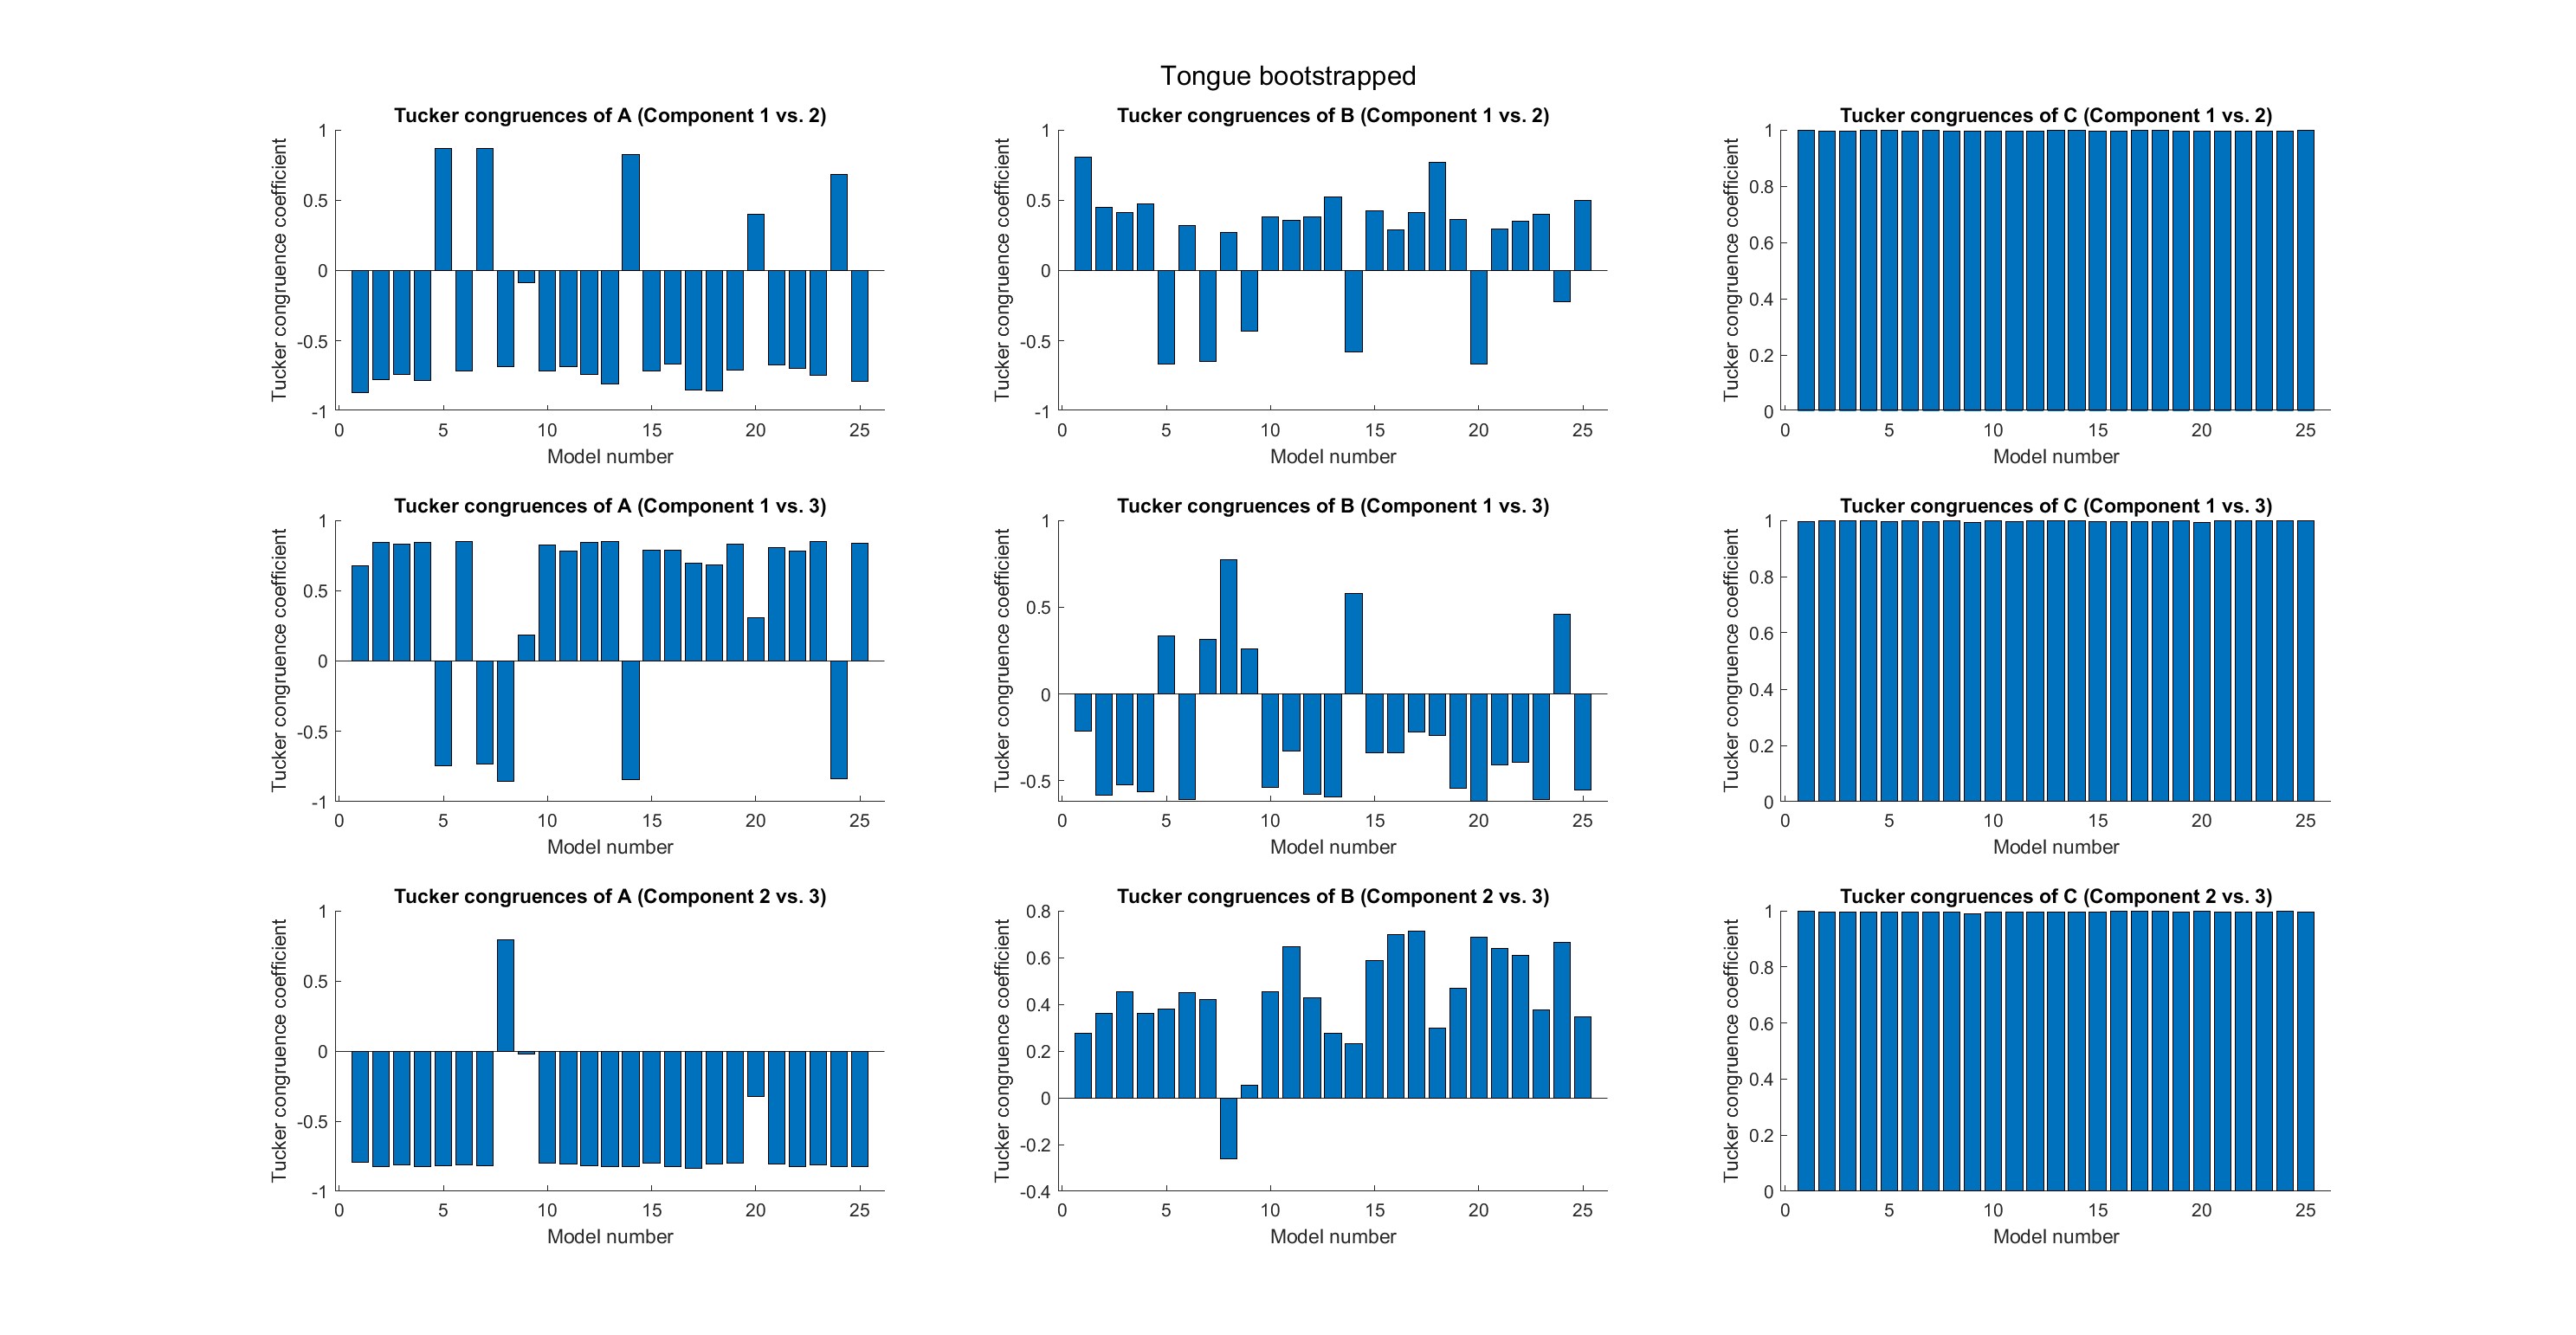 Tongue bootstrapped
Tucker congruences of A (Component 1 vs. 2)
Tucker congruence coefficient
1
0.5
0
-0.5
-1
0 5 10 15 20 25
Model number
Tucker congruences of B (Component 1 vs. 2)
Tucker congruence coefficient
1
0.5
0
-0.5
-1
0 5 10 15 20 25
Model number
Tucker congruences of C (Component 1 vs. 2)
Tucker congruence coefficient
1
0.8
0.6
0.4
0.2
0
0 5 10 15 20 25
Model number
Tucker congruences of A (Component 1 vs. 3)
Tucker congruence coefficient
1
0.5
0
-0.5
-1
0 5 10 15 20 25
Model number
Tucker congruences of B (Component 1 vs. 3)
Tucker congruence coefficient
1
0.5
0
-0.5
0 5 10 15 20 25
Model number
Tucker congruences of C (Component 1 vs. 3)
Tucker congruence coefficient
1
0.8
0.6
0.4
0.2
0
0 5 10 15 20 25
Model number
Tucker congruences of A (Component 2 vs. 3)
Tucker congruence coefficient
1
0.5
0
-0.5
-1
0 5 10 15 20 25
Model number
Tucker congruences of B (Component 2 vs. 3)
Tucker congruence coefficient
0.8
0.6
0.4
0.2
0
-0.2
-0.4
0 5 10 15 20 25
Model number
Tucker congruences of C (Component 2 vs. 3)
Tucker congruence coefficient
1
0.8
0.6
0.4
0.2
0
0 5 10 15 20 25
Model number